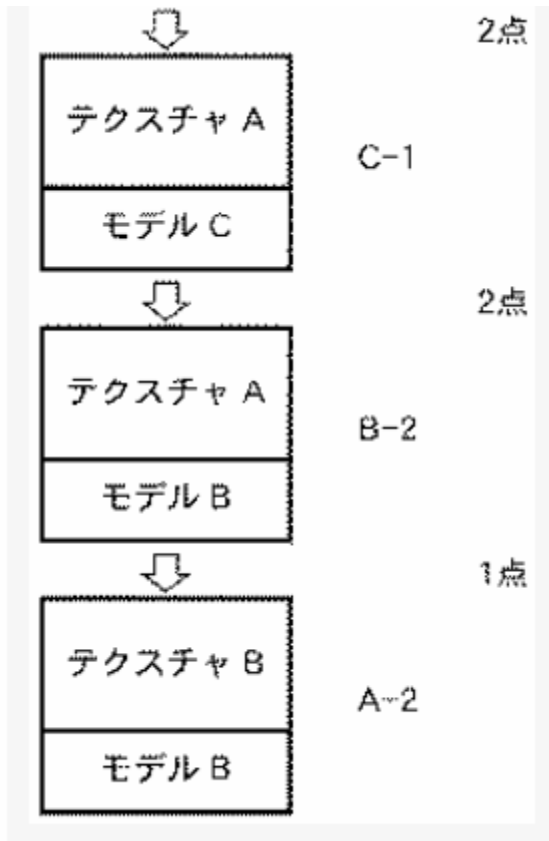 2点
テクスチャ A
C-1
モデル C
2点
テクスチャ A
B-2
モデル B
1点
テクスチャ B
A-2
モデル B